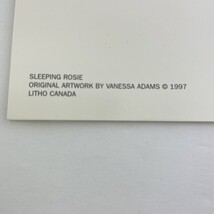 SLEEPING ROSIE
ORIGINAL ARTWORK BY VANESSA ADAMS © 1997
LITHO CANADA